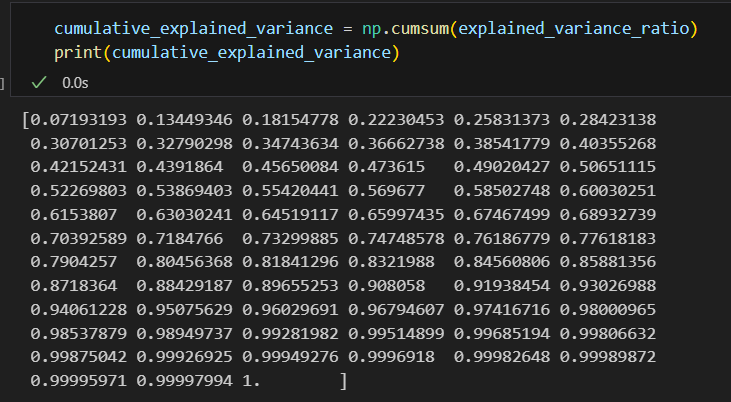 cumulative_explained_variance = np.cumsum(explained_variance_ratio)
print(cumulative_explained_variance)
] ✓ 0.0s
[0.07193193 0.13449346 0.18154778 0.22230453 0.25831373 0.28423138
0.30701253 0.32790298 0.34743634 0.36662738 0.38541779 0.40355268
0.42152431 0.4391864 0.45650084 0.473615 0.49020427 0.50651115
0.52269803 0.53869403 0.55420441 0.569677 0.58502748 0.60030251
0.6153807 0.63030241 0.64519117 0.65997435 0.67467499 0.68932739
0.70392589 0.7184766 0.73299885 0.74748578 0.76186779 0.77618183
0.7904257 0.80456368 0.81841296 0.8321988 0.84560806 0.85881356
0.8718364 0.88429187 0.89655253 0.908058 0.91938454 0.93026988
0.94061228 0.95075629 0.96029691 0.96794607 0.97416716 0.98000965
0.98537879 0.98949737 0.99281982 0.99514899 0.99685194 0.99806632
0.99875042 0.99926925 0.99949276 0.9996918 0.99982648 0.99989872
0.99995971 0.99997994 1. ]